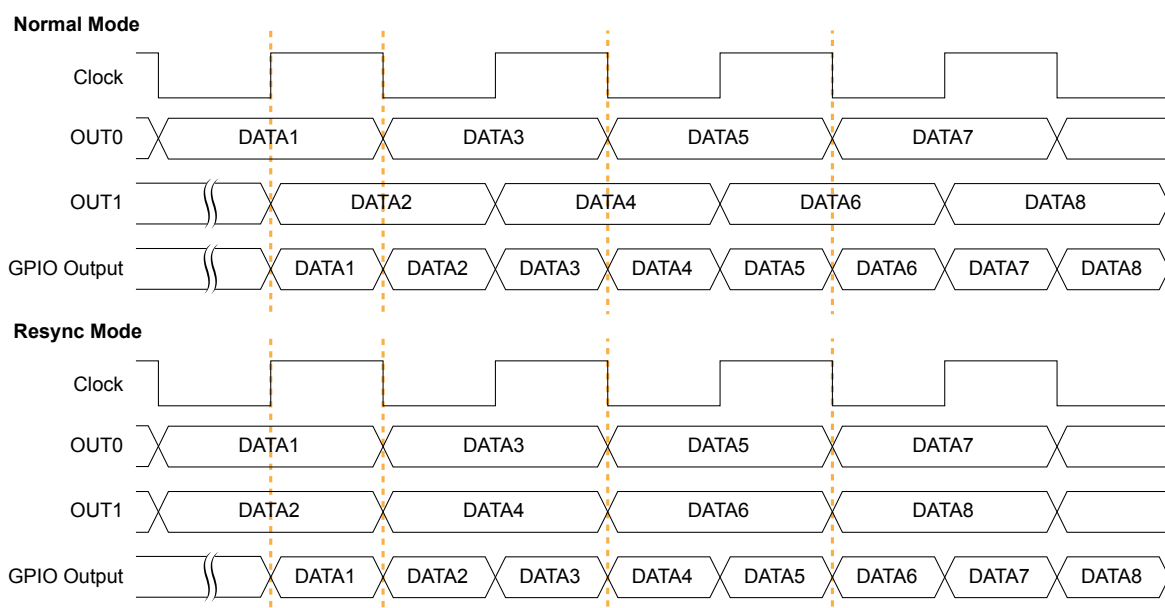 Normal Mode
Clock
OUT0 DATA1 DATA3 DATA5 DATA7
OUT1 DATA2 DATA4 DATA6 DATA8
GPIO Output DATA1 DATA2 DATA3 DATA4 DATA5 DATA6 DATA7 DATA8
Resync Mode
Clock
OUT0 DATA1 DATA3 DATA5 DATA7
OUT1 DATA2 DATA4 DATA6 DATA8
GPIO Output DATA1 DATA2 DATA3 DATA4 DATA5 DATA6 DATA7 DATA8